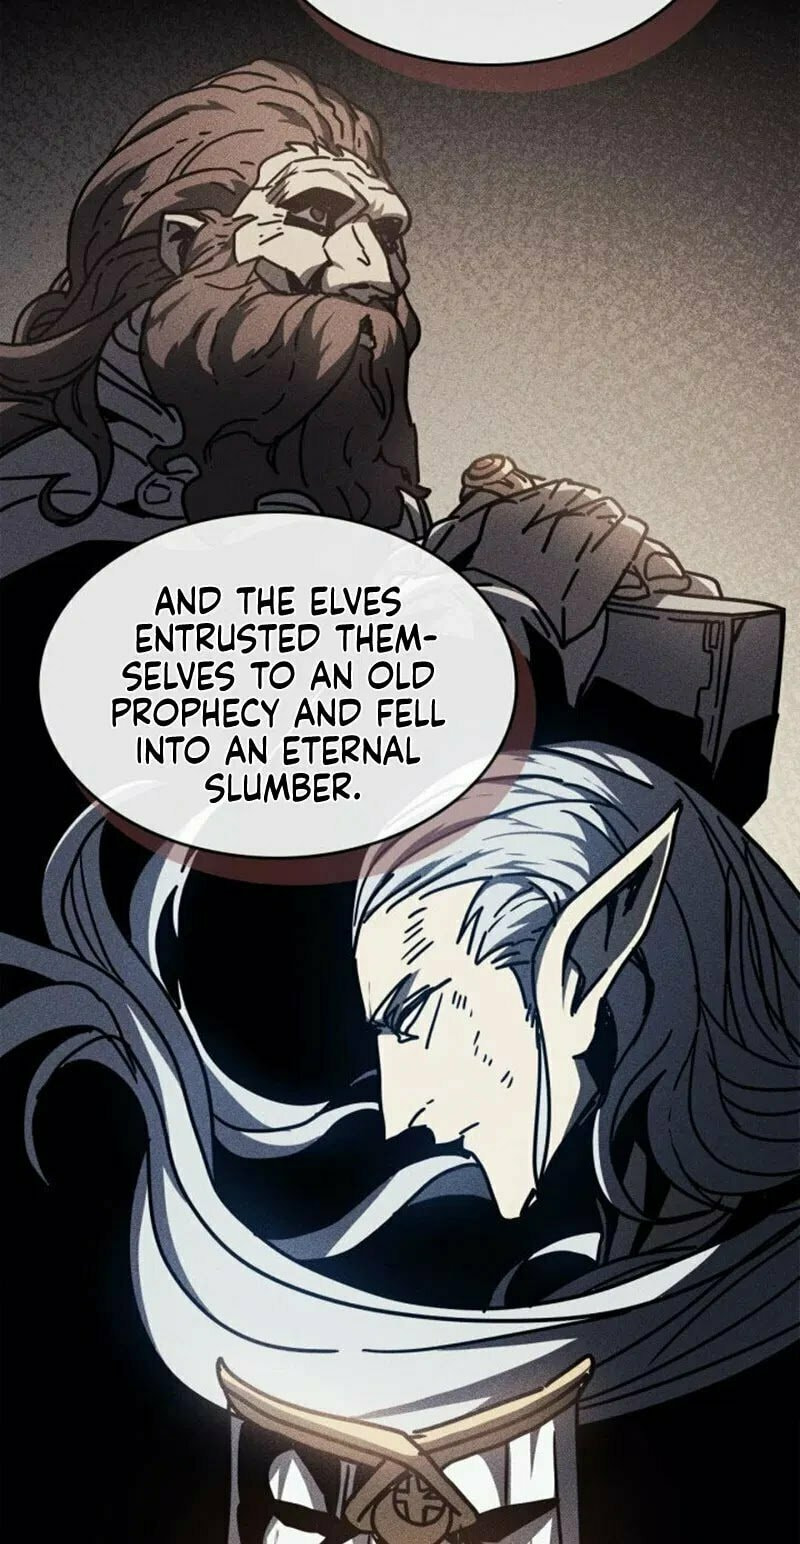 AND THE ELVES
ENTRUSTED THEM-
SELVES TO AN OLD
PROPHECY AND FELL
INTO AN ETERNAL
SLUMBER.